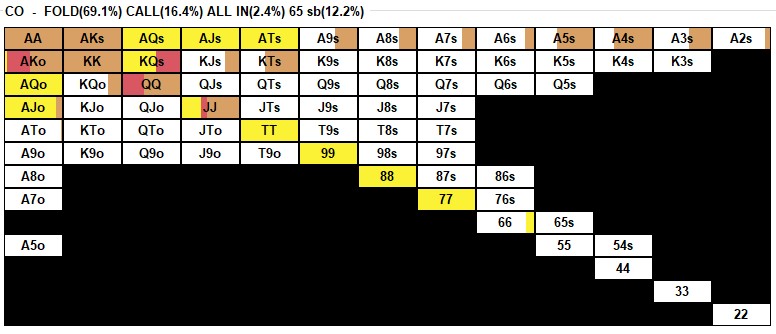 CO - FOLD(69.1%) CALL(16.4%) ALL IN(2.4%) 65 sb(12.2%)
AA AKs AQs AJs ATs A9s A8s A7s A6s A5s A4s A3s A2s
AKo KK KQs KJs KTs K9s K8s K7s K6s K5s K4s K3s
AQo KQo QQ QJs QTs Q9s Q8s Q7s Q6s Q5s
AJo KJo QJo JJ JTs J9s J8s J7s
ATo KTo QTo JTo TT T9s T8s T7s
A9o K9o Q9o J9o T9o 99 98s 97s
A8o 88 87s 86s
A7o 77 76s
66 65s
A5o 55 54s
44
33
22